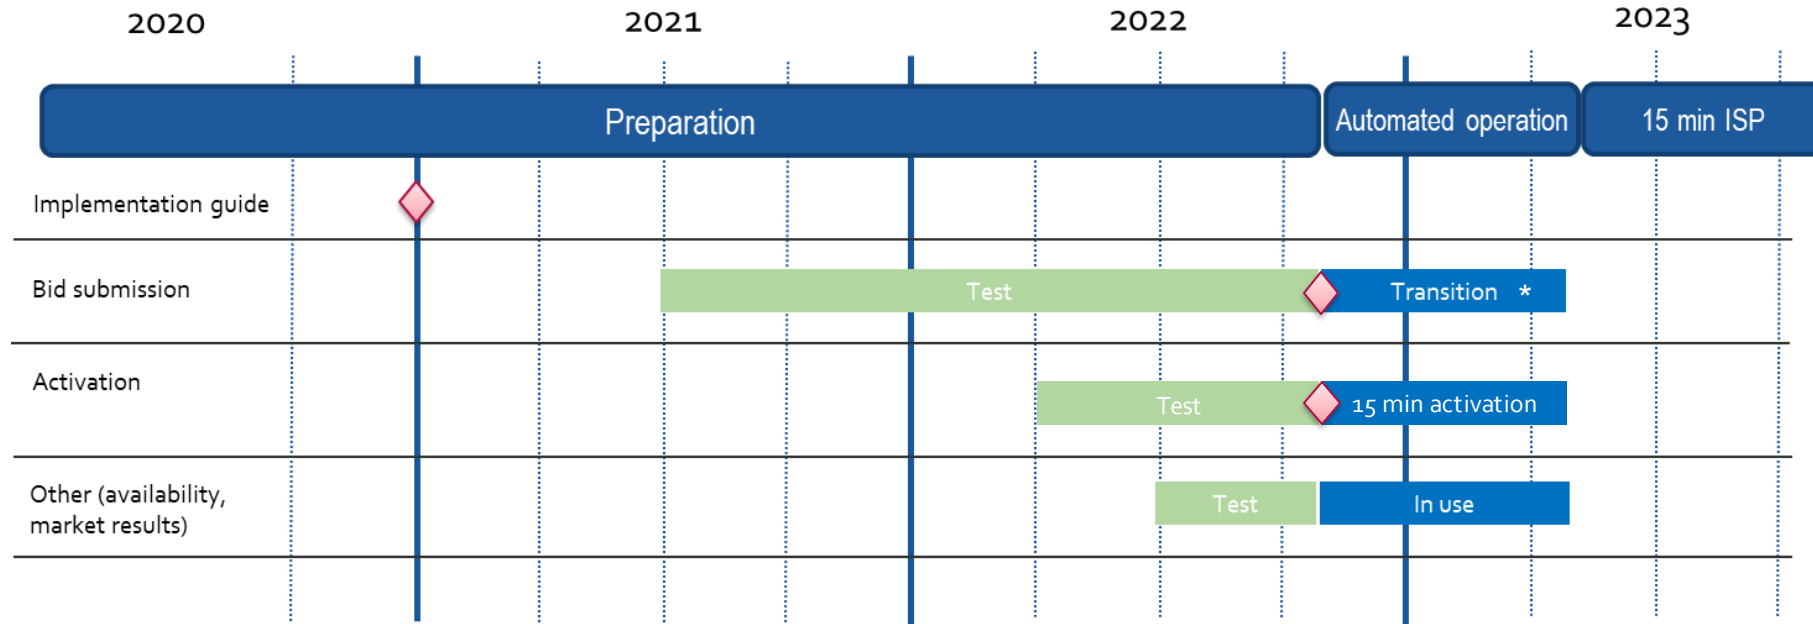 2020 2021 2022 2023
Preparation Automated operation 15 min ISP
Implementation guide
Bid submission Test Transition *
Activation Test 15 min activation
Other (availability,
market results) Test In use